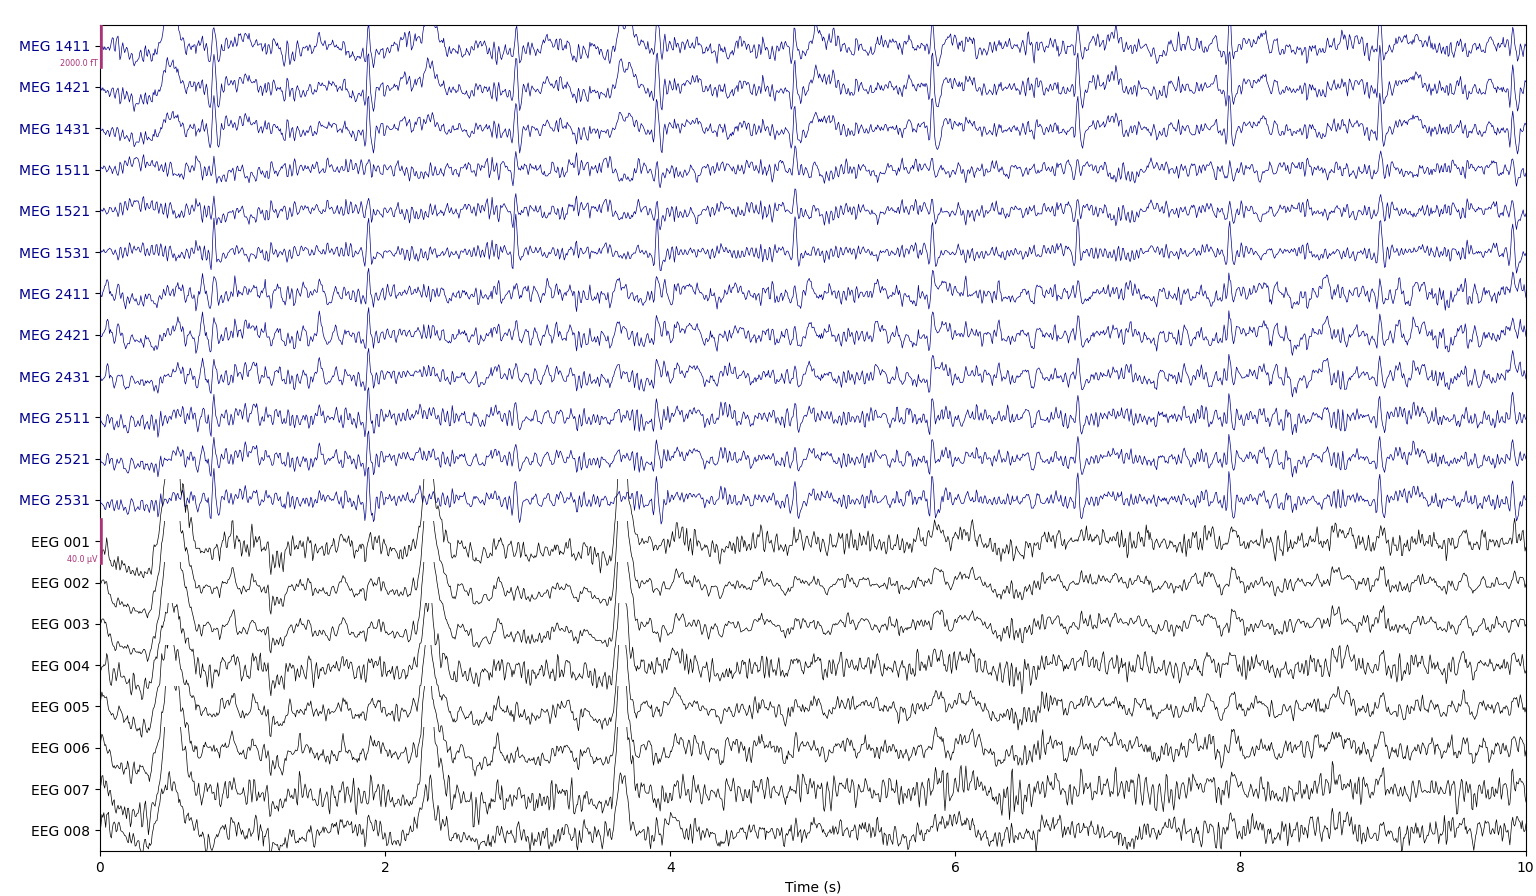 MEG 1411
2000.0 fT
MEG 1421
MEG 1431
MEG 1511
MEG 1521
MEG 1531
MEG 2411
MEG 2421
MEG 2431
MEG 2511
MEG 2521
MEG 2531
EEG 001
40.0 µV
EEG 002
EEG 003
EEG 004
EEG 005
EEG 006
EEG 007
EEG 008
0 2 4 6 8 10
Time (s)